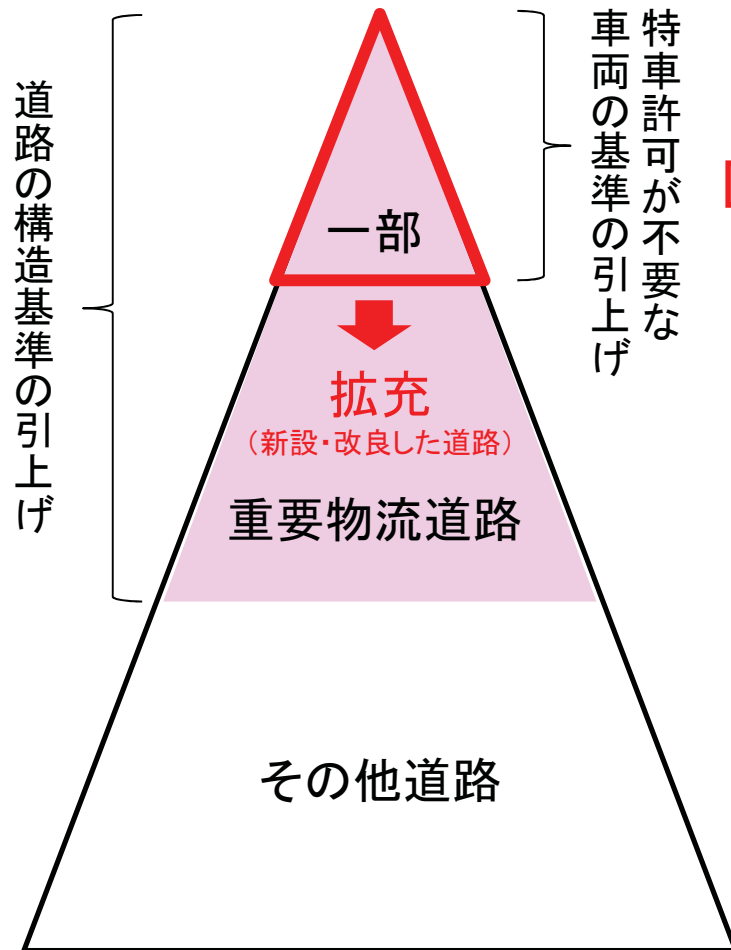 道路の構造基準の引上げ
特車許可が不要な
車両の基準の引上げ
一部
拡充
（新設・改良した道路）
重要物流道路
その他道路